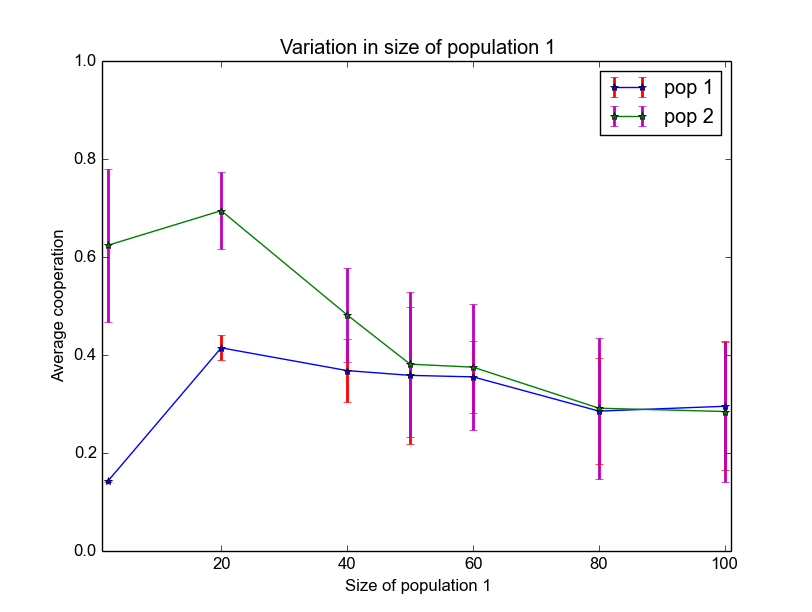 Variation in size of population 1
pop 1
pop 2
1.0
0.8
0.6
0.4
0.2
0.0
Average cooperation
20
40
60
80
100
Size of population 1